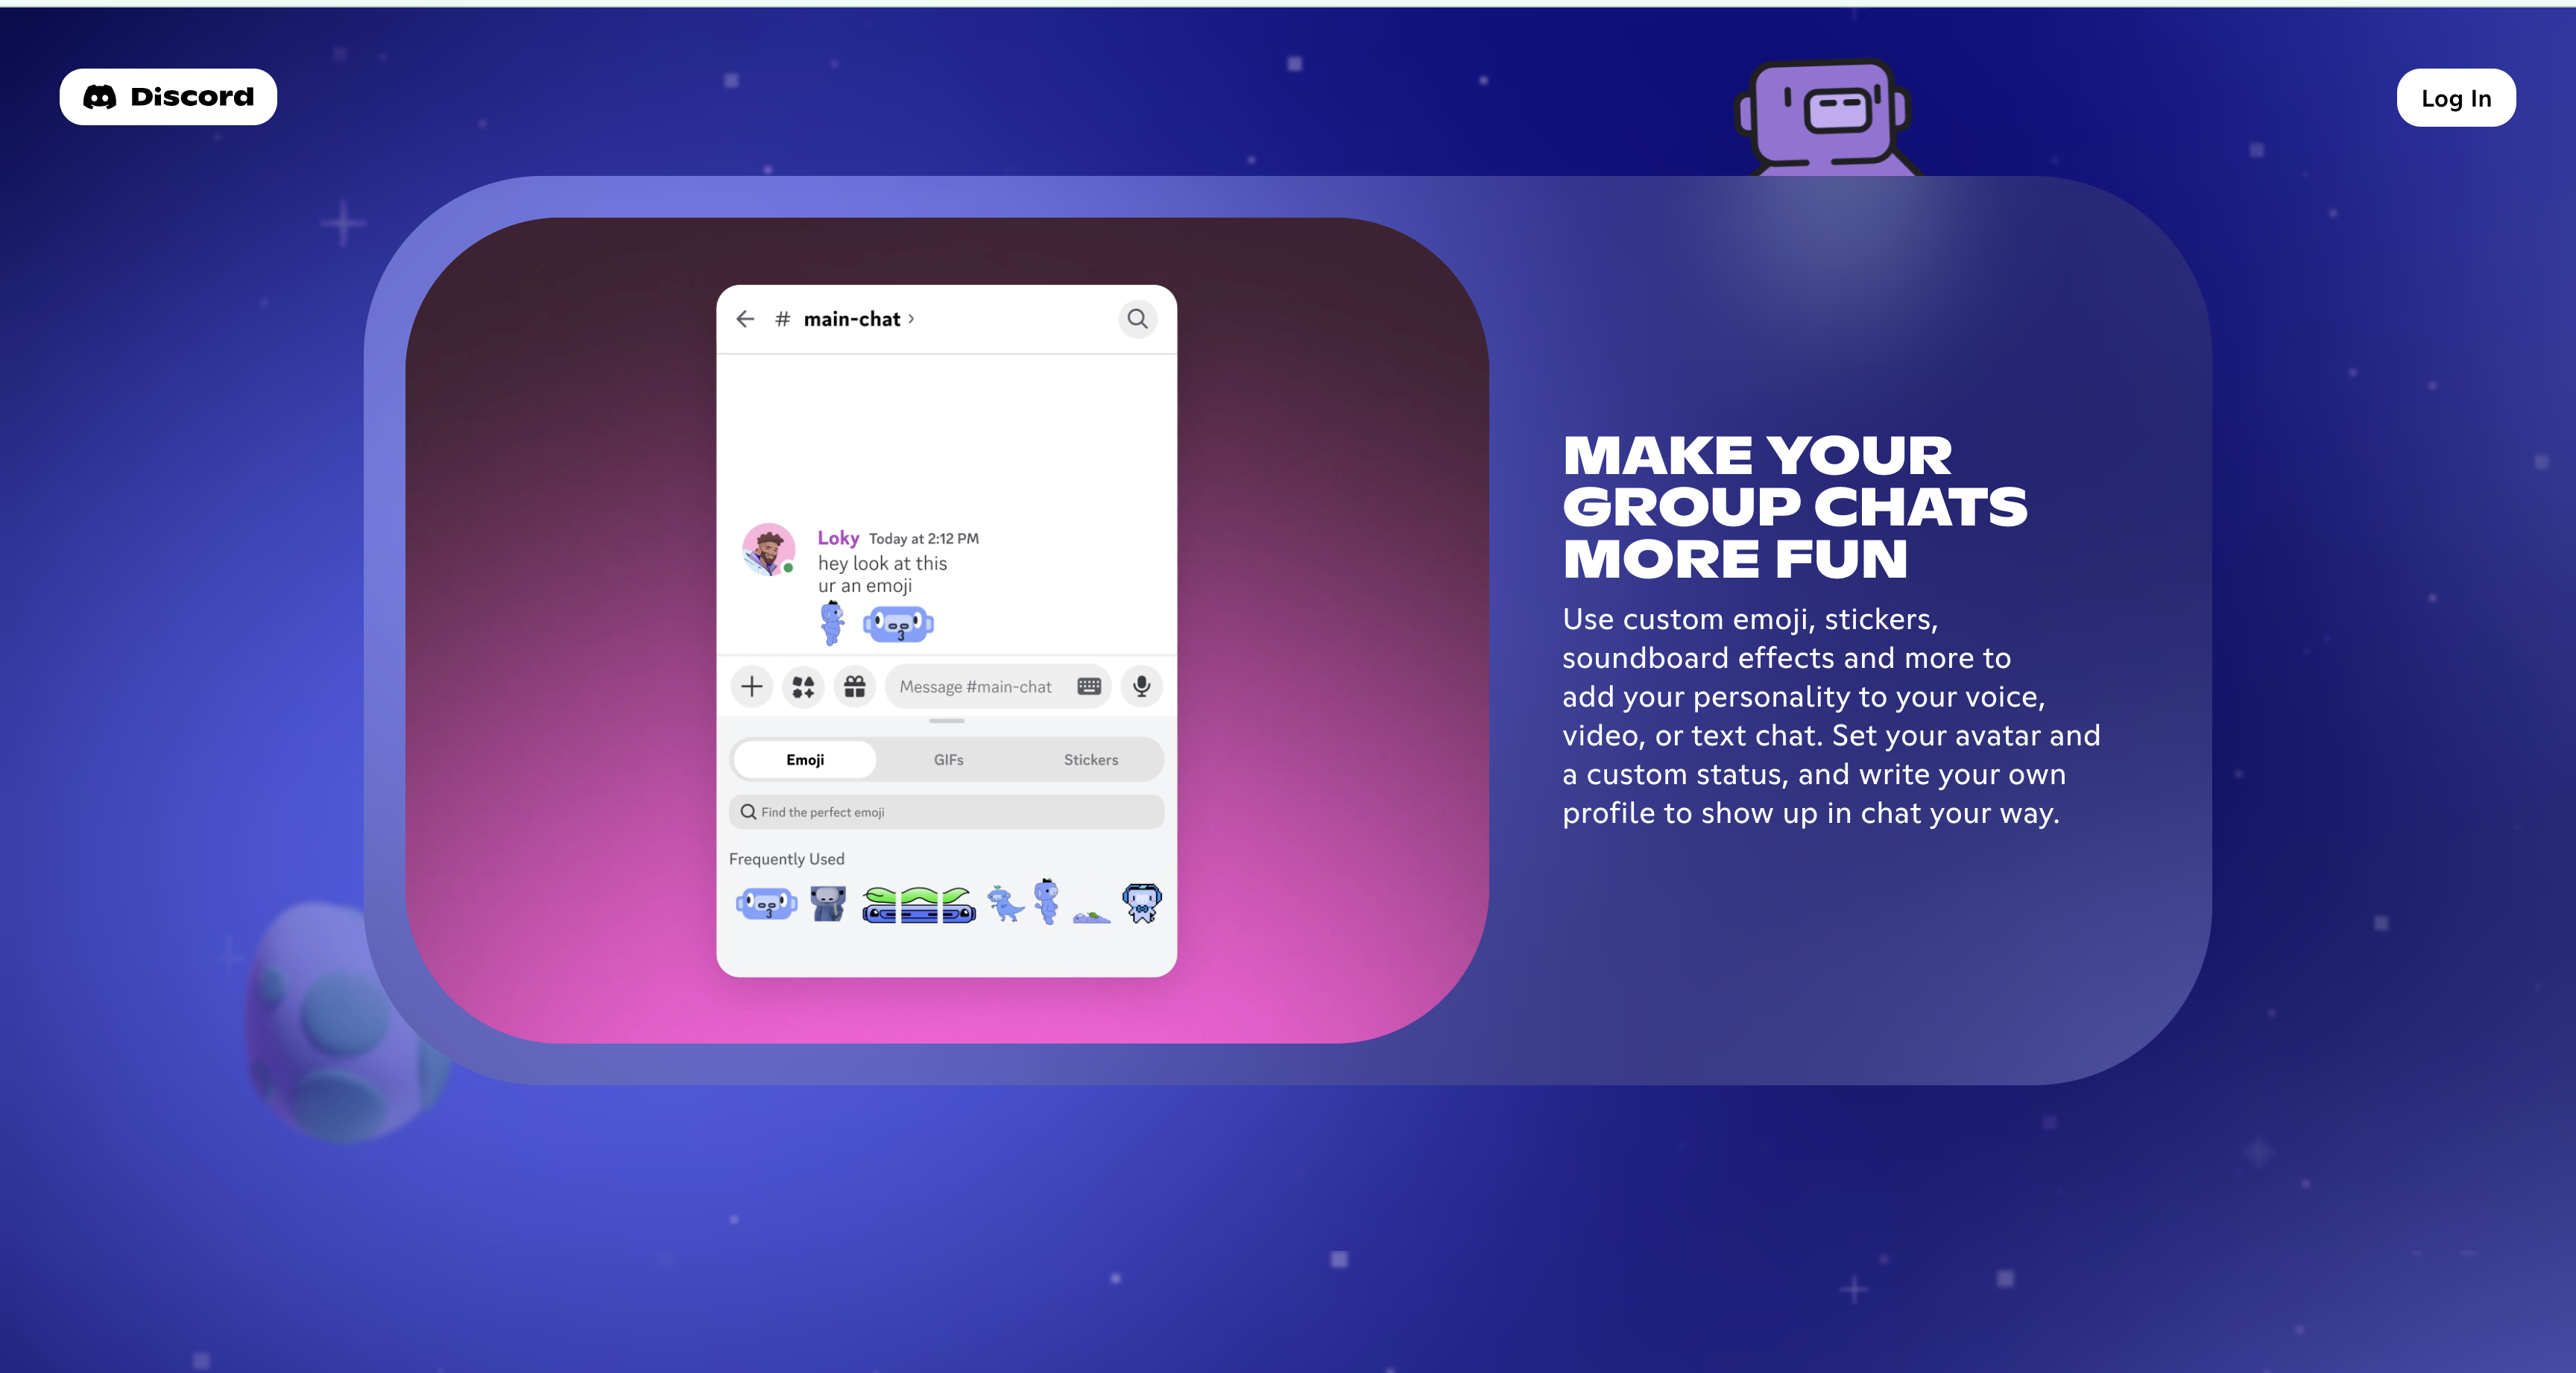 Discord
Log In
# main-chat
Loky Today at 2:12 PM
hey look at this
ur an emoji
Message #main-chat
Emoji GIFs Stickers
Find the perfect emoji
Frequently Used
MAKE YOUR
GROUP CHATS
MORE FUN
Use custom emoji, stickers,
soundboard effects and more to
add your personality to your voice,
video, or text chat. Set your avatar and
a custom status, and write your own
profile to show up in chat your way.